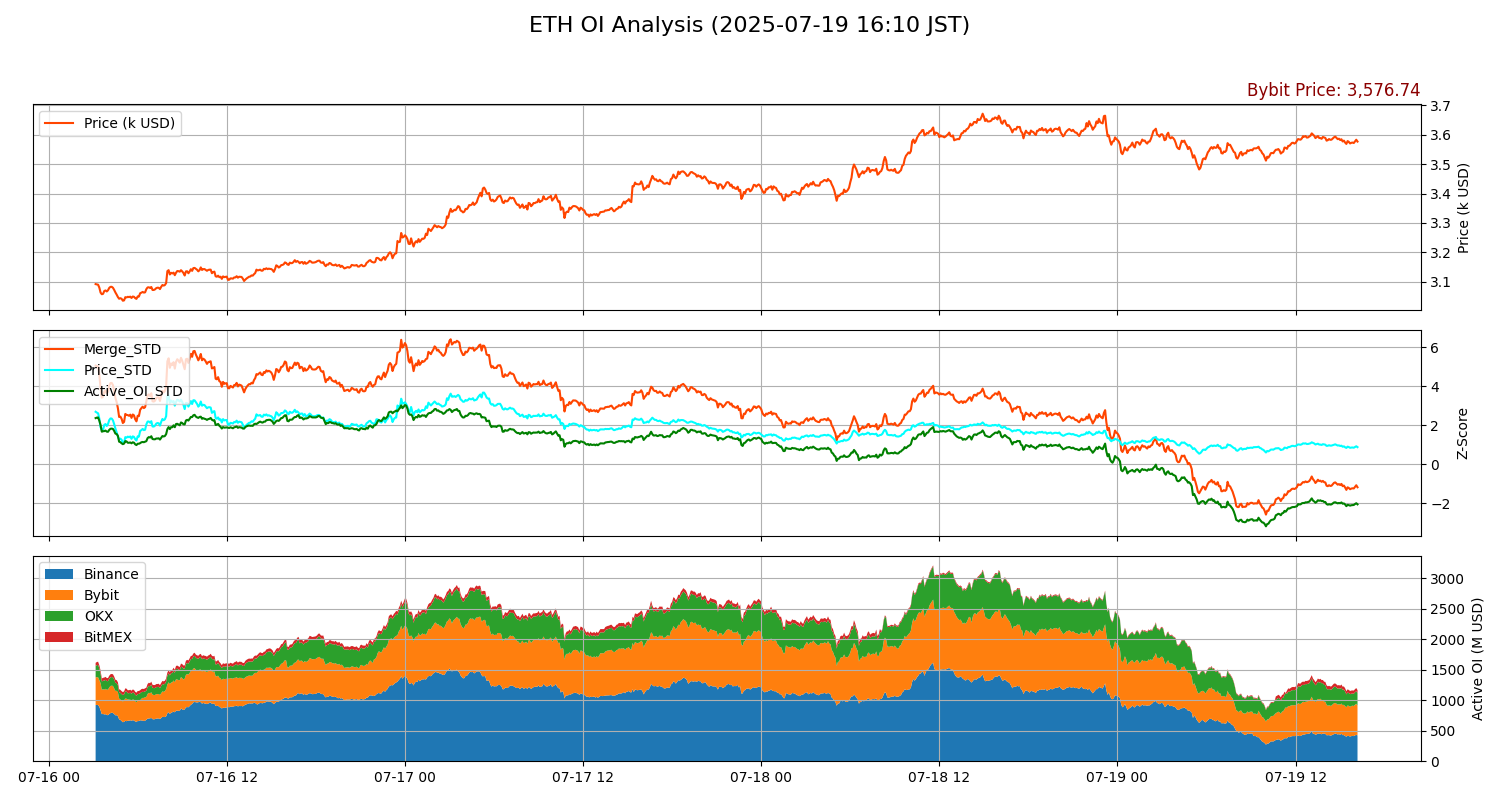 ETH OI Analysis (2025-07-19 16:10 JST)
Bybit Price: 3,576.74
Price (k USD)
3.7
3.6
3.5
3.4
3.3
3.2
3.1
Price (k USD)
Merge_STD
Price_STD
Active_OI_STD
6
4
2
0
−2
Z-Score
Binance
Bybit
OKX
BitMEX
3000
2500
2000
1500
1000
500
0
Active OI (M USD)
07-16 00
07-16 12
07-17 00
07-17 12
07-18 00
07-18 12
07-19 00
07-19 12